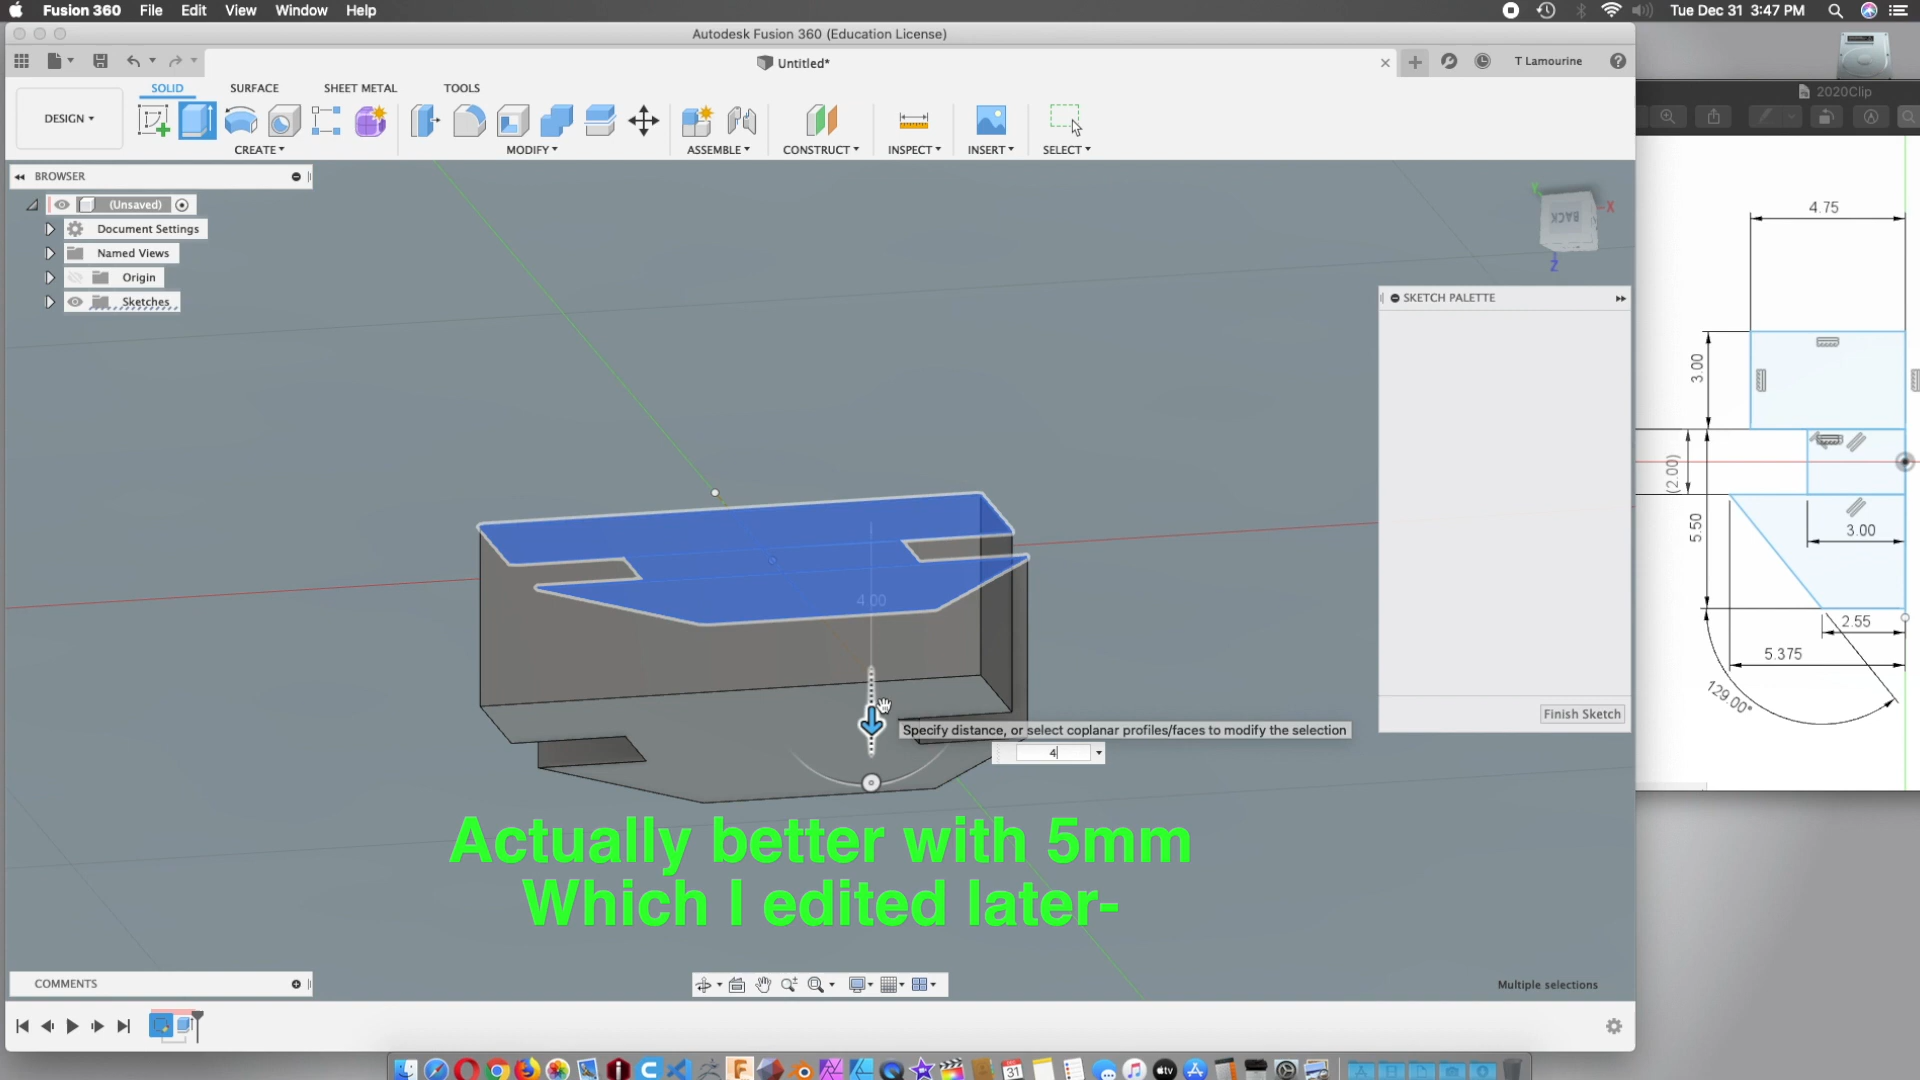 Fusion 360 File Edit View Window Help
Tue Dec 31 3:47 PM
Autodesk Fusion 360 (Education License)
Untitled*
T Lamourine
2020Clip
SOLID SURFACE SHEET METAL TOOLS
DESIGN
CREATE MODIFY ASSEMBLE CONSTRUCT INSPECT INSERT SELECT
BROWSER
(Unsaved)
Document Settings
Named Views
Origin
Sketches
Y
BACK
X
Z
SKETCH PALETTE
Finish Sketch
4.75
3.00
(2.00)
5.50
3.00
2.55
5.375
129.00°
4.00
Specify distance, or select coplanar profiles/faces to modify the selection
4
Actually better with 5mm
Which I edited later-
COMMENTS
Multiple selections
31
tv